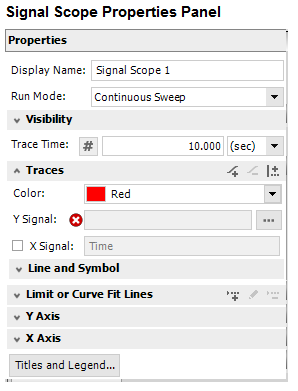 Signal Scope Properties Panel
Properties
Display Name: Signal Scope 1
Run Mode: Continuous Sweep
Visibility
Trace Time: # 10.000 (sec)
Traces
Color: Red
Y Signal: ...
X Signal: Time
Line and Symbol
Limit or Curve Fit Lines
Y Axis
X Axis
Titles and Legend...